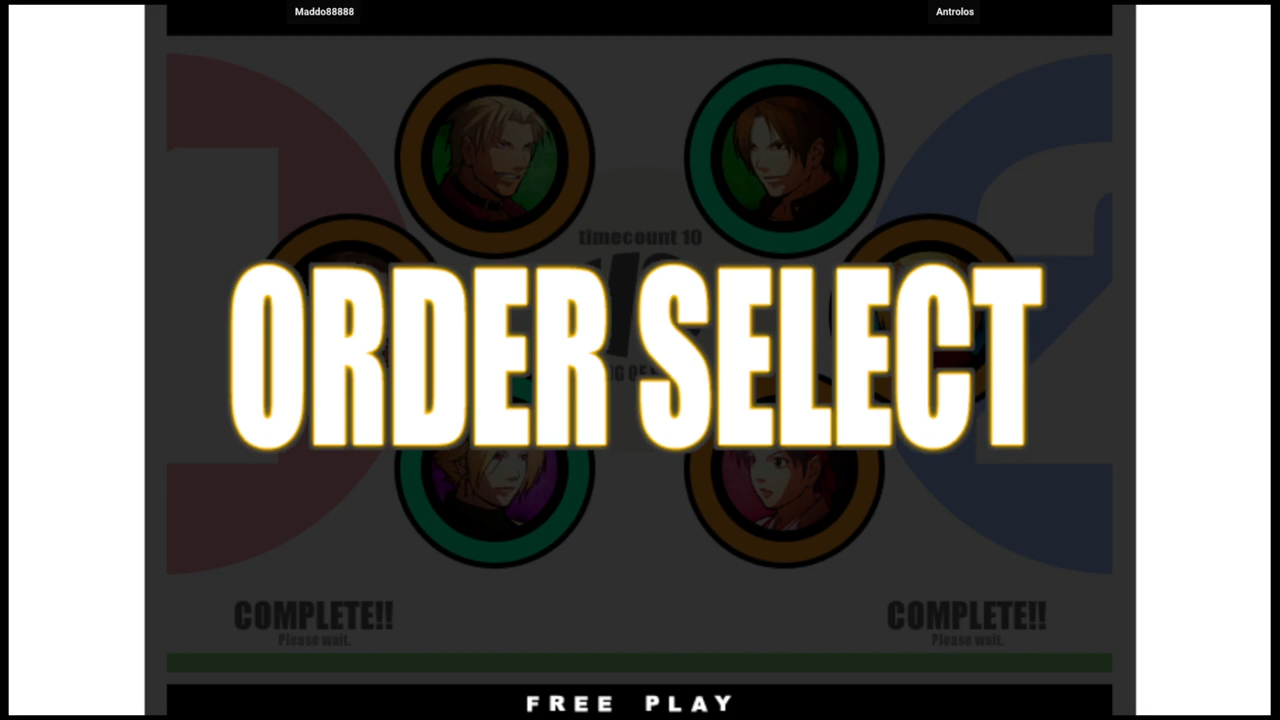 Maddo88888
Antrolos
timecount 10
ORDER SELECT
COMPLETE!!
Please wait.
COMPLETE!!
Please wait.
FREE PLAY